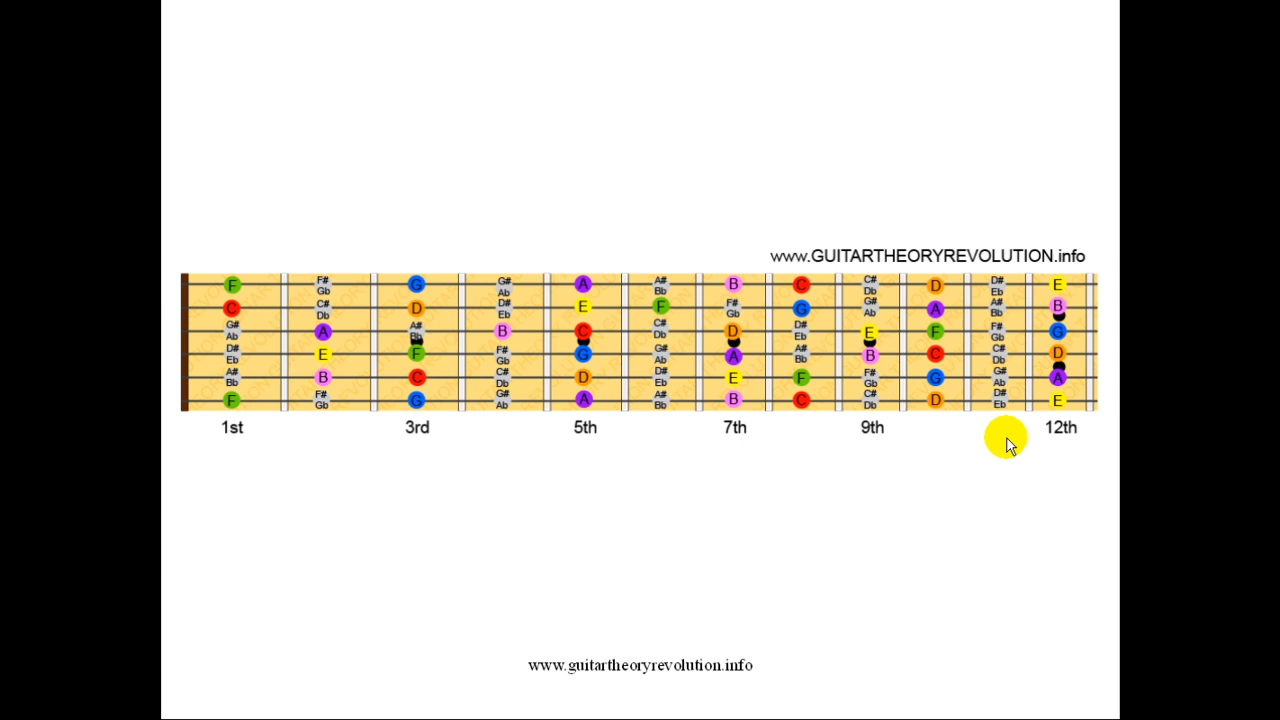 www.GUITARTHEORYREVOLUTION.info
F F# Gb G G# Ab A A# Bb B C C# Db D D# Eb E
C C# Db D D# Eb E F F# Gb G G# Ab A A# Bb B
G# Ab A A# Bb B C C# Db D D# Eb E F F# Gb G
D# Eb E F F# Gb G G# Ab A A# Bb B C C# Db D
A# Bb B C C# Db D D# Eb E F F# Gb G G# Ab A
F F# Gb G G# Ab A A# Bb B C C# Db D D# Eb E
1st 3rd 5th 7th 9th 12th
www.guitartheoryrevolution.info